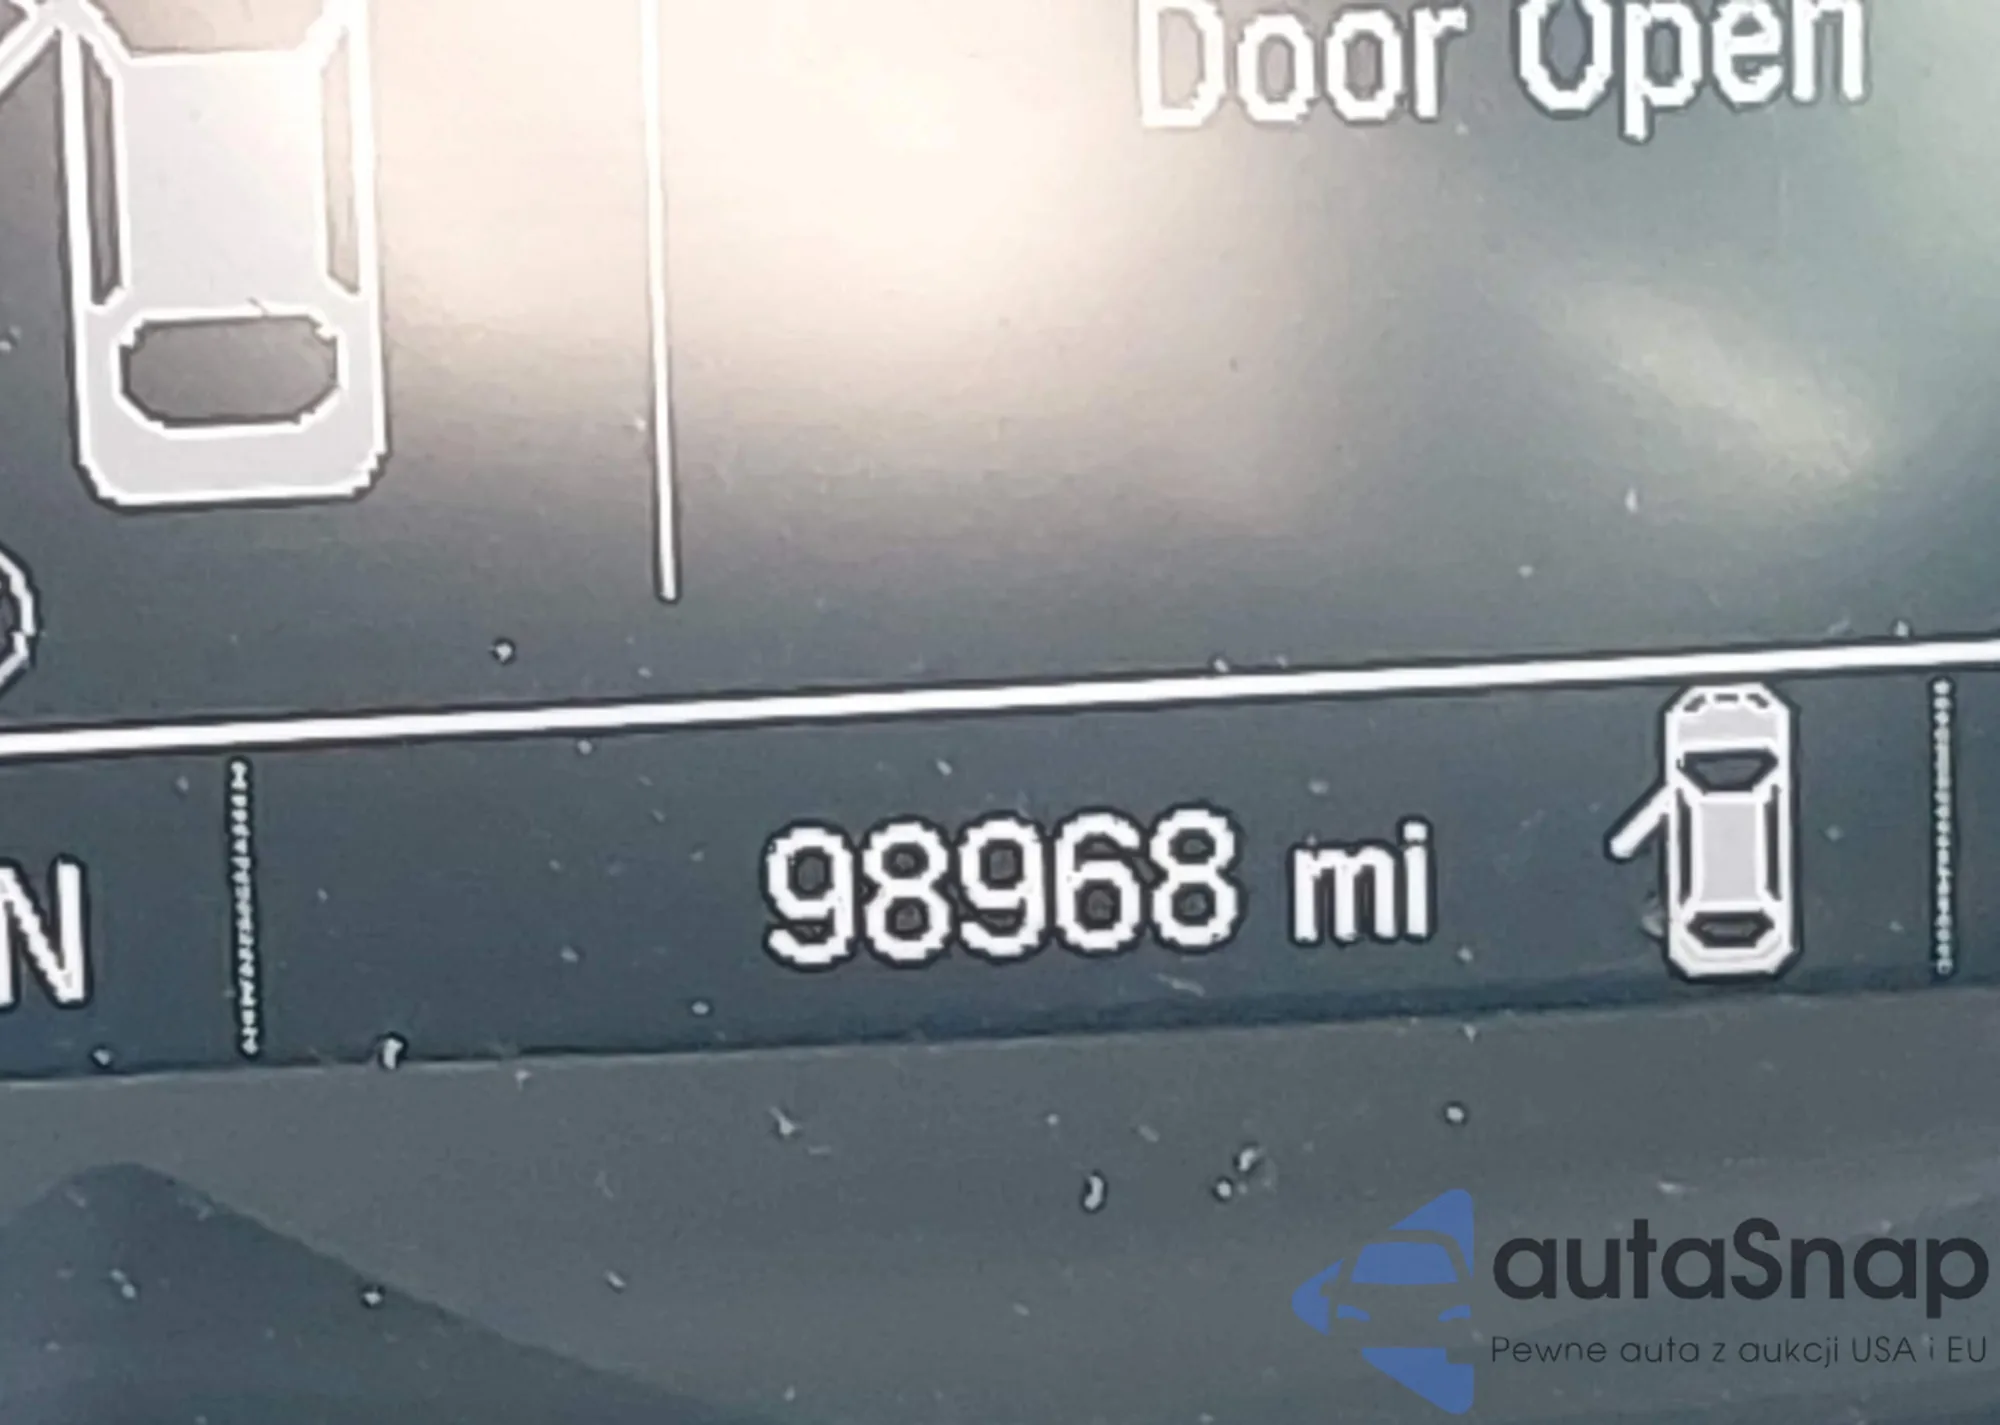 Door Open
N
98968 mi
autaSnap
Pewne auta z aukcji USA i EU